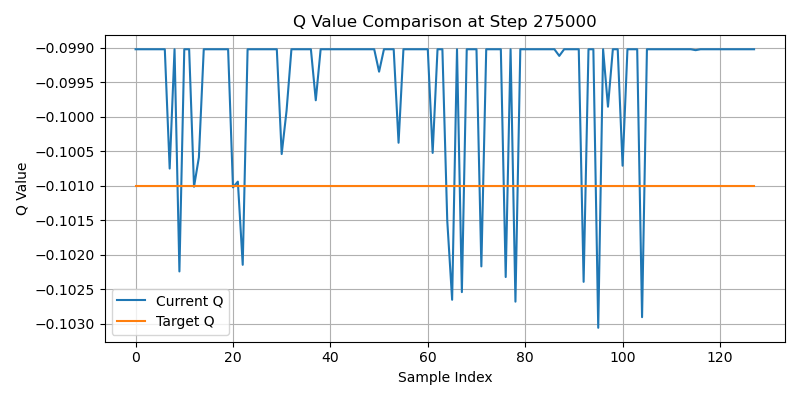 Q Value Comparison at Step 275000
−0.0990
−0.0995
−0.1000
−0.1005
−0.1010
−0.1015
−0.1020
−0.1025
−0.1030
Q Value
Current Q
Target Q
0 20 40 60 80 100 120
Sample Index